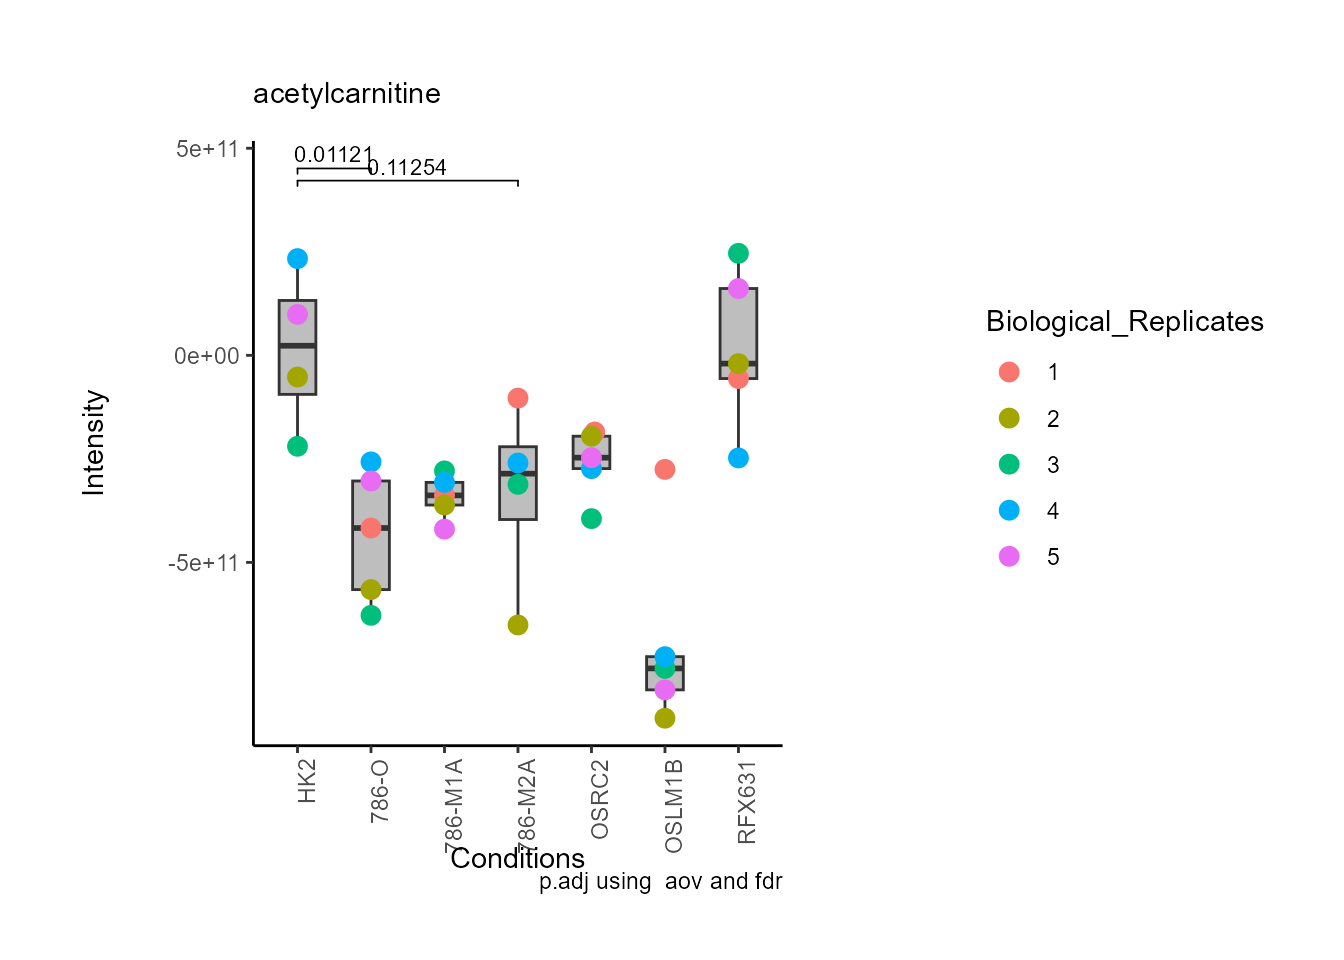 acetylcarnitine
5e+11
0e+00
-5e+11
Intensity
0.01121
0.11254
HK2
786-O
786-M1A
786-M2A
OSRC2
OSLM1B
RFX631
Conditions
p.adj using  aov and fdr
Biological_Replicates
1
2
3
4
5